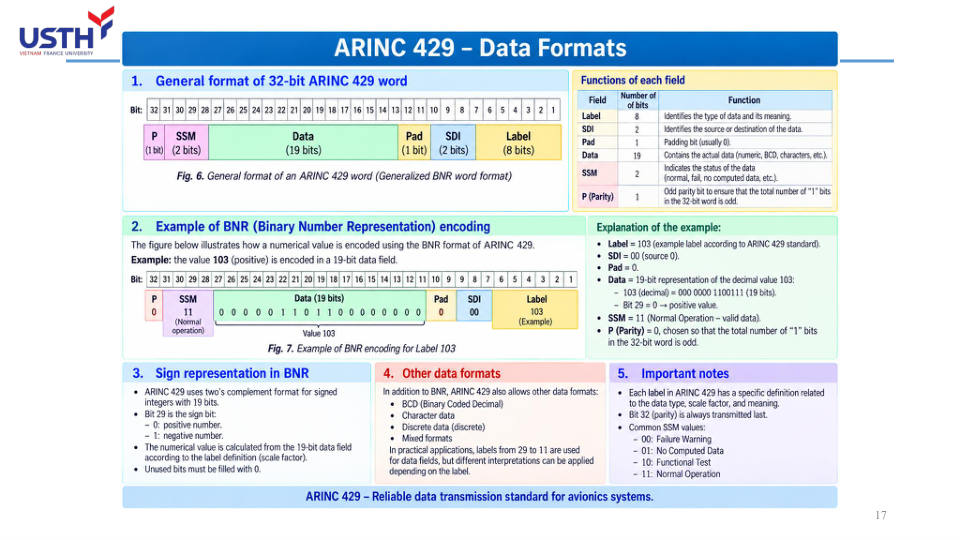 USTH
VIETNAM FRANCE UNIVERSITY
ARINC 429 – Data Formats
1. General format of 32-bit ARINC 429 word
Bit: 32 31 30 29 28 27 26 25 24 23 22 21 20 19 18 17 16 15 14 13 12 11 10 9 8 7 6 5 4 3 2 1
P SSM Data Pad SDI Label
(1 bit) (2 bits) (19 bits) (1 bit) (2 bits) (8 bits)
Fig. 6. General format of an ARINC 429 word (Generalized BNR word format)
Functions of each field
Field Number of of bits Function
Label 8 Identifies the type of data and its meaning.
SDI 2 Identifies the source or destination of the data.
Pad 1 Padding bit (usually 0).
Data 19 Contains the actual data (numeric, BCD, characters, etc.).
SSM 2 Indicates the status of the data
(normal, fail, no computed data, etc.).
P (Parity) 1 Odd parity bit to ensure that the total number of “1” bits
in the 32-bit word is odd.
2. Example of BNR (Binary Number Representation) encoding
The figure below illustrates how a numerical value is encoded using the BNR format of ARINC 429.
Example: the value 103 (positive) is encoded in a 19-bit data field.
Bit: 32 31 30 29 28 27 26 25 24 23 22 21 20 19 18 17 16 15 14 13 12 11 10 9 8 7 6 5 4 3 2 1
P SSM Data (19 bits) Pad SDI Label
0 11 0 0 0 0 0 1 1 0 1 1 0 0 0 0 0 0 0 0 0 00 103
(Normal (Example)
operation)
Value 103
Fig. 7. Example of BNR encoding for Label 103
Explanation of the example:
• Label = 103 (example label according to ARINC 429 standard).
• SDI = 00 (source 0).
• Pad = 0.
• Data = 19-bit representation of the decimal value 103:
– 103 (decimal) = 000 0000 1100111 (19 bits).
– Bit 29 = 0 → positive value.
• SSM = 11 (Normal Operation – valid data).
• P (Parity) = 0, chosen so that the total number of “1” bits
in the 32-bit word is odd.
3. Sign representation in BNR
• ARINC 429 uses two's complement format for signed
integers with 19 bits.
• Bit 29 is the sign bit:
– 0: positive number.
– 1: negative number.
• The numerical value is calculated from the 19-bit data field
according to the label definition (scale factor).
• Unused bits must be filled with 0.
4. Other data formats
In addition to BNR, ARINC 429 also allows other data formats:
• BCD (Binary Coded Decimal)
• Character data
• Discrete data (discrete)
• Mixed formats
In practical applications, labels from 29 to 11 are used
for data fields, but different interpretations can be applied
depending on the label.
5. Important notes
• Each label in ARINC 429 has a specific definition related
to the data type, scale factor, and meaning.
• Bit 32 (parity) is always transmitted last.
• Common SSM values:
– 00: Failure Warning
– 01: No Computed Data
– 10: Functional Test
– 11: Normal Operation
ARINC 429 – Reliable data transmission standard for avionics systems.
17